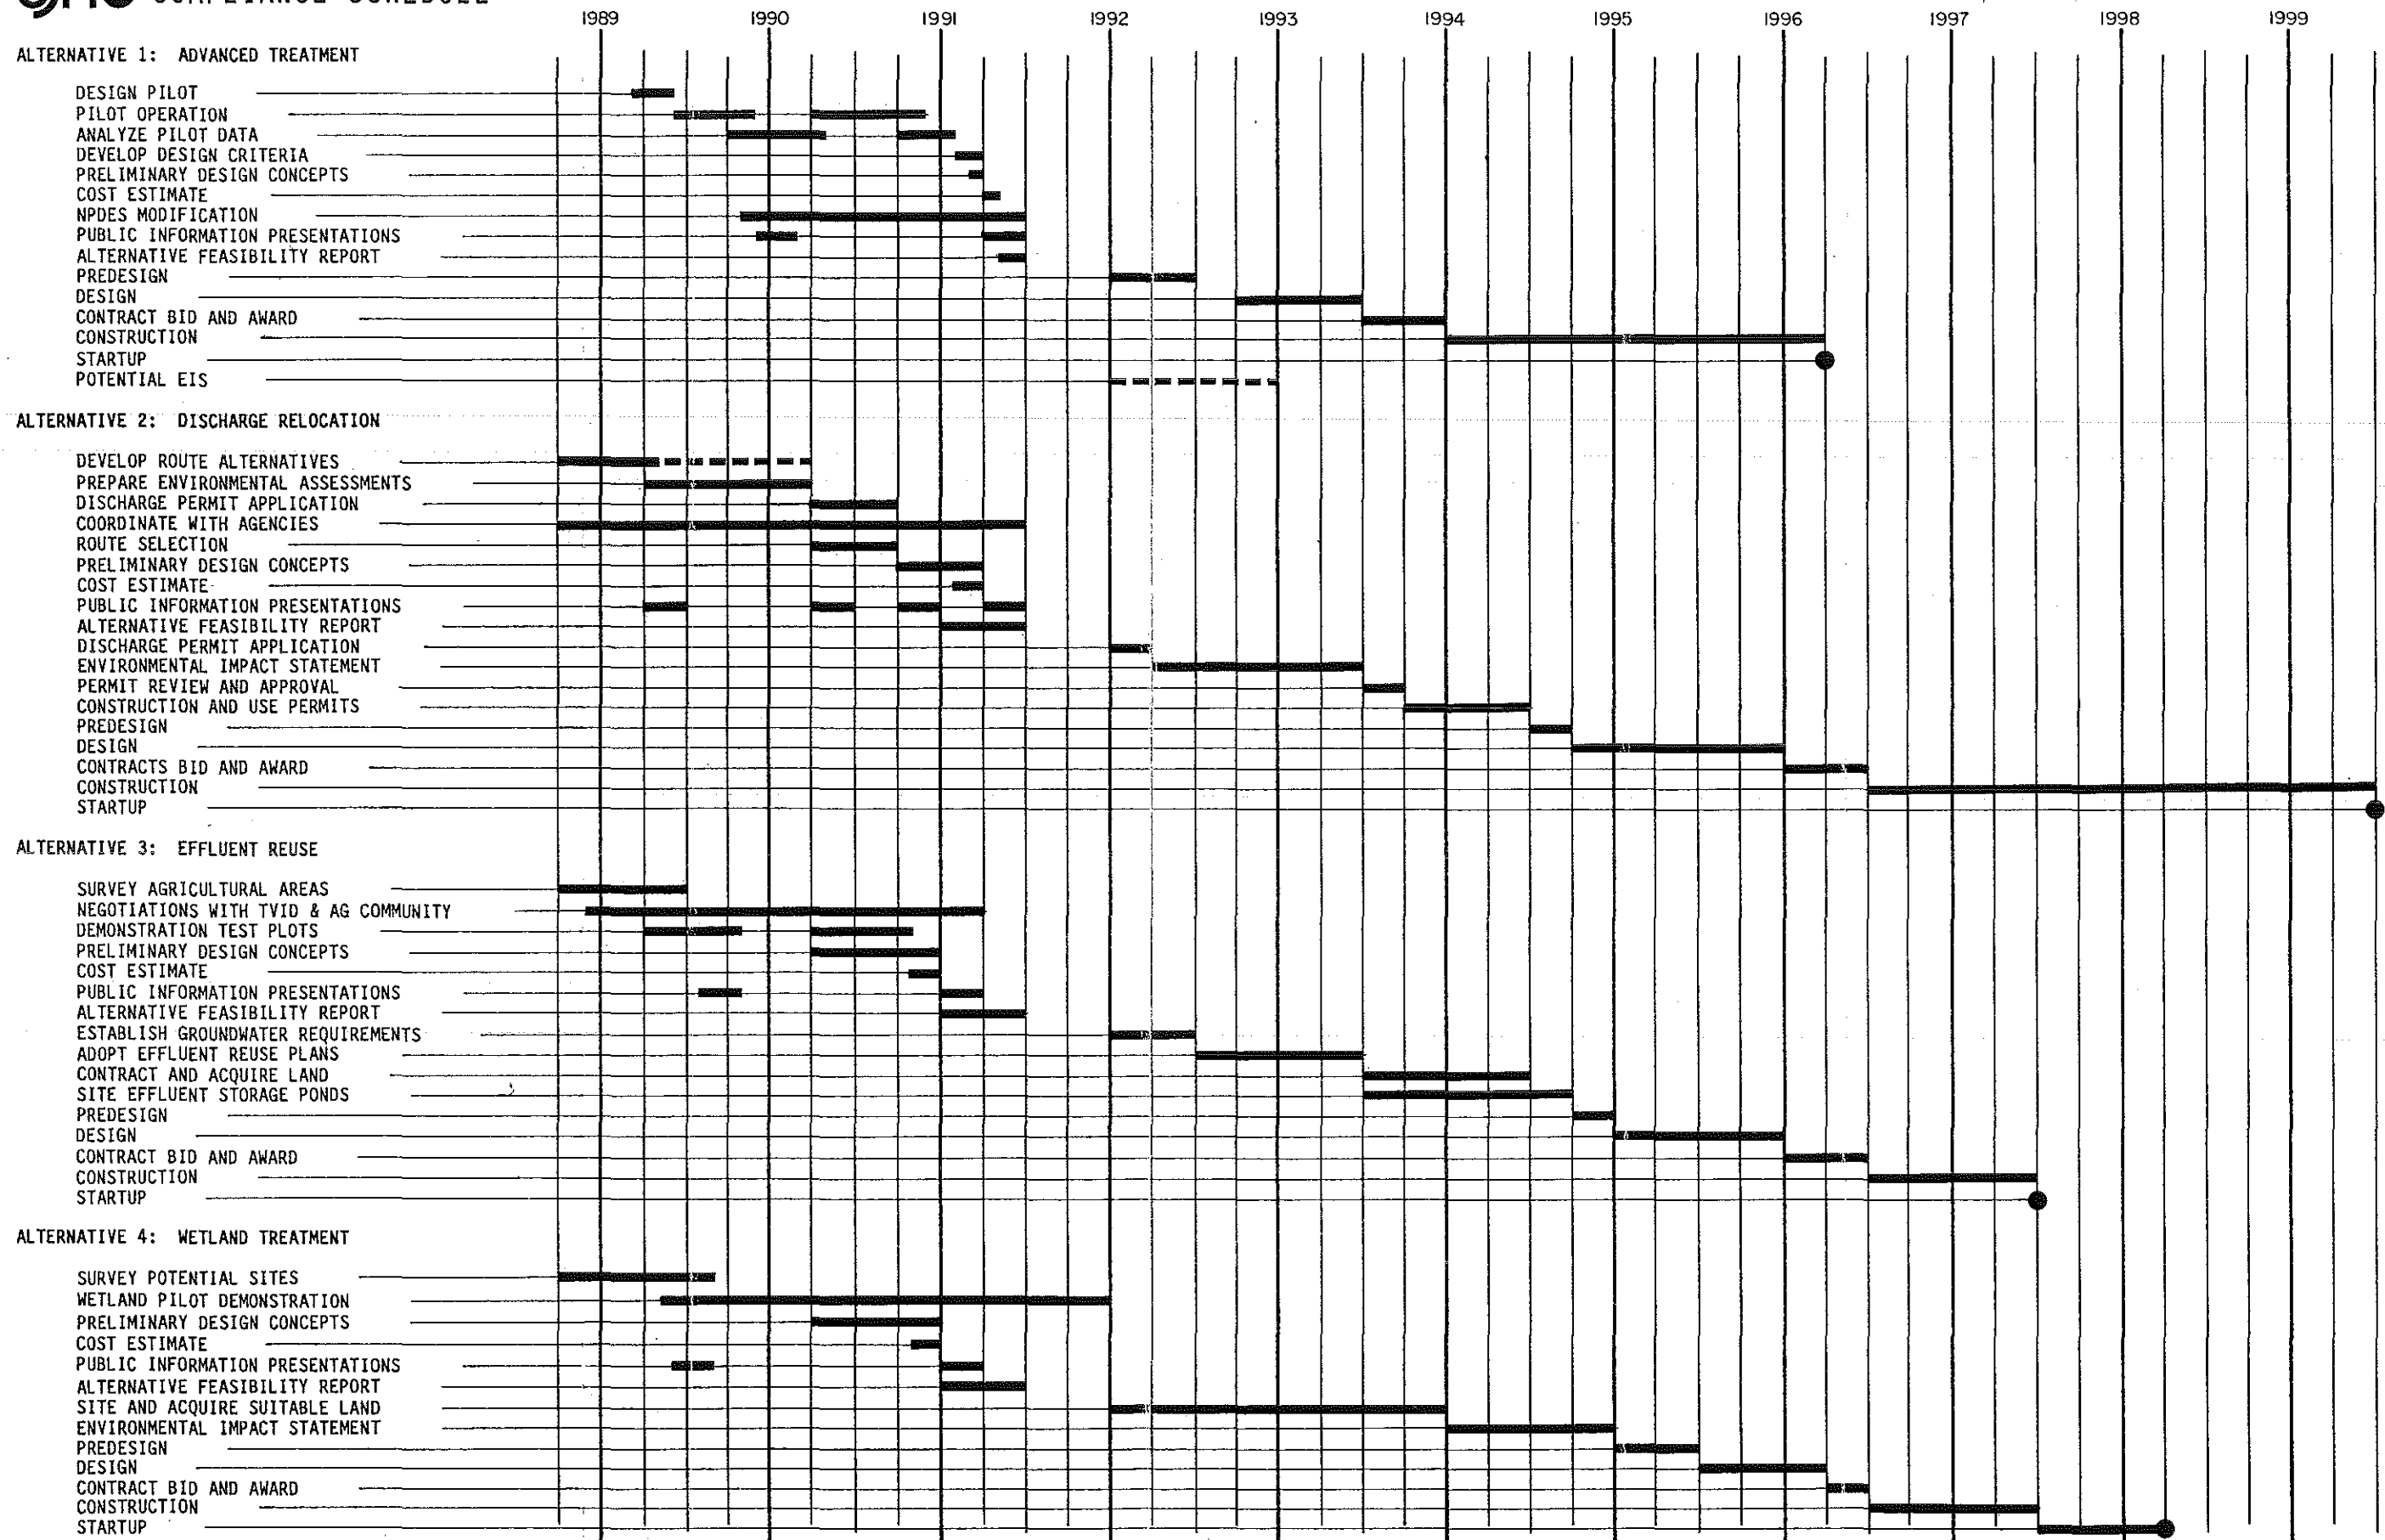 COMPLIANCE SCHEDULE
1989 1990 1991 1992 1993 1994 1995 1996 1997 1998 1999
ALTERNATIVE 1: ADVANCED TREATMENT
DESIGN PILOT
PILOT OPERATION
ANALYZE PILOT DATA
DEVELOP DESIGN CRITERIA
PRELIMINARY DESIGN CONCEPTS
COST ESTIMATE
NPDES MODIFICATION
PUBLIC INFORMATION PRESENTATIONS
ALTERNATIVE FEASIBILITY REPORT
PREDESIGN
DESIGN
CONTRACT BID AND AWARD
CONSTRUCTION
STARTUP
POTENTIAL EIS
ALTERNATIVE 2: DISCHARGE RELOCATION
DEVELOP ROUTE ALTERNATIVES
PREPARE ENVIRONMENTAL ASSESSMENTS
DISCHARGE PERMIT APPLICATION
COORDINATE WITH AGENCIES
ROUTE SELECTION
PRELIMINARY DESIGN CONCEPTS
COST ESTIMATE
PUBLIC INFORMATION PRESENTATIONS
ALTERNATIVE FEASIBILITY REPORT
DISCHARGE PERMIT APPLICATION
ENVIRONMENTAL IMPACT STATEMENT
PERMIT REVIEW AND APPROVAL
CONSTRUCTION AND USE PERMITS
PREDESIGN
DESIGN
CONTRACTS BID AND AWARD
CONSTRUCTION
STARTUP
ALTERNATIVE 3: EFFLUENT REUSE
SURVEY AGRICULTURAL AREAS
NEGOTIATIONS WITH TVID & AG COMMUNITY
DEMONSTRATION TEST PLOTS
PRELIMINARY DESIGN CONCEPTS
COST ESTIMATE
PUBLIC INFORMATION PRESENTATIONS
ALTERNATIVE FEASIBILITY REPORT
ESTABLISH GROUNDWATER REQUIREMENTS
ADOPT EFFLUENT REUSE PLANS
CONTRACT AND ACQUIRE LAND
SITE EFFLUENT STORAGE PONDS
PREDESIGN
DESIGN
CONTRACT BID AND AWARD
CONSTRUCTION
STARTUP
ALTERNATIVE 4: WETLAND TREATMENT
SURVEY POTENTIAL SITES
WETLAND PILOT DEMONSTRATION
PRELIMINARY DESIGN CONCEPTS
COST ESTIMATE
PUBLIC INFORMATION PRESENTATIONS
ALTERNATIVE FEASIBILITY REPORT
SITE AND ACQUIRE SUITABLE LAND
ENVIRONMENTAL IMPACT STATEMENT
PREDESIGN
DESIGN
CONTRACT BID AND AWARD
CONSTRUCTION
STARTUP